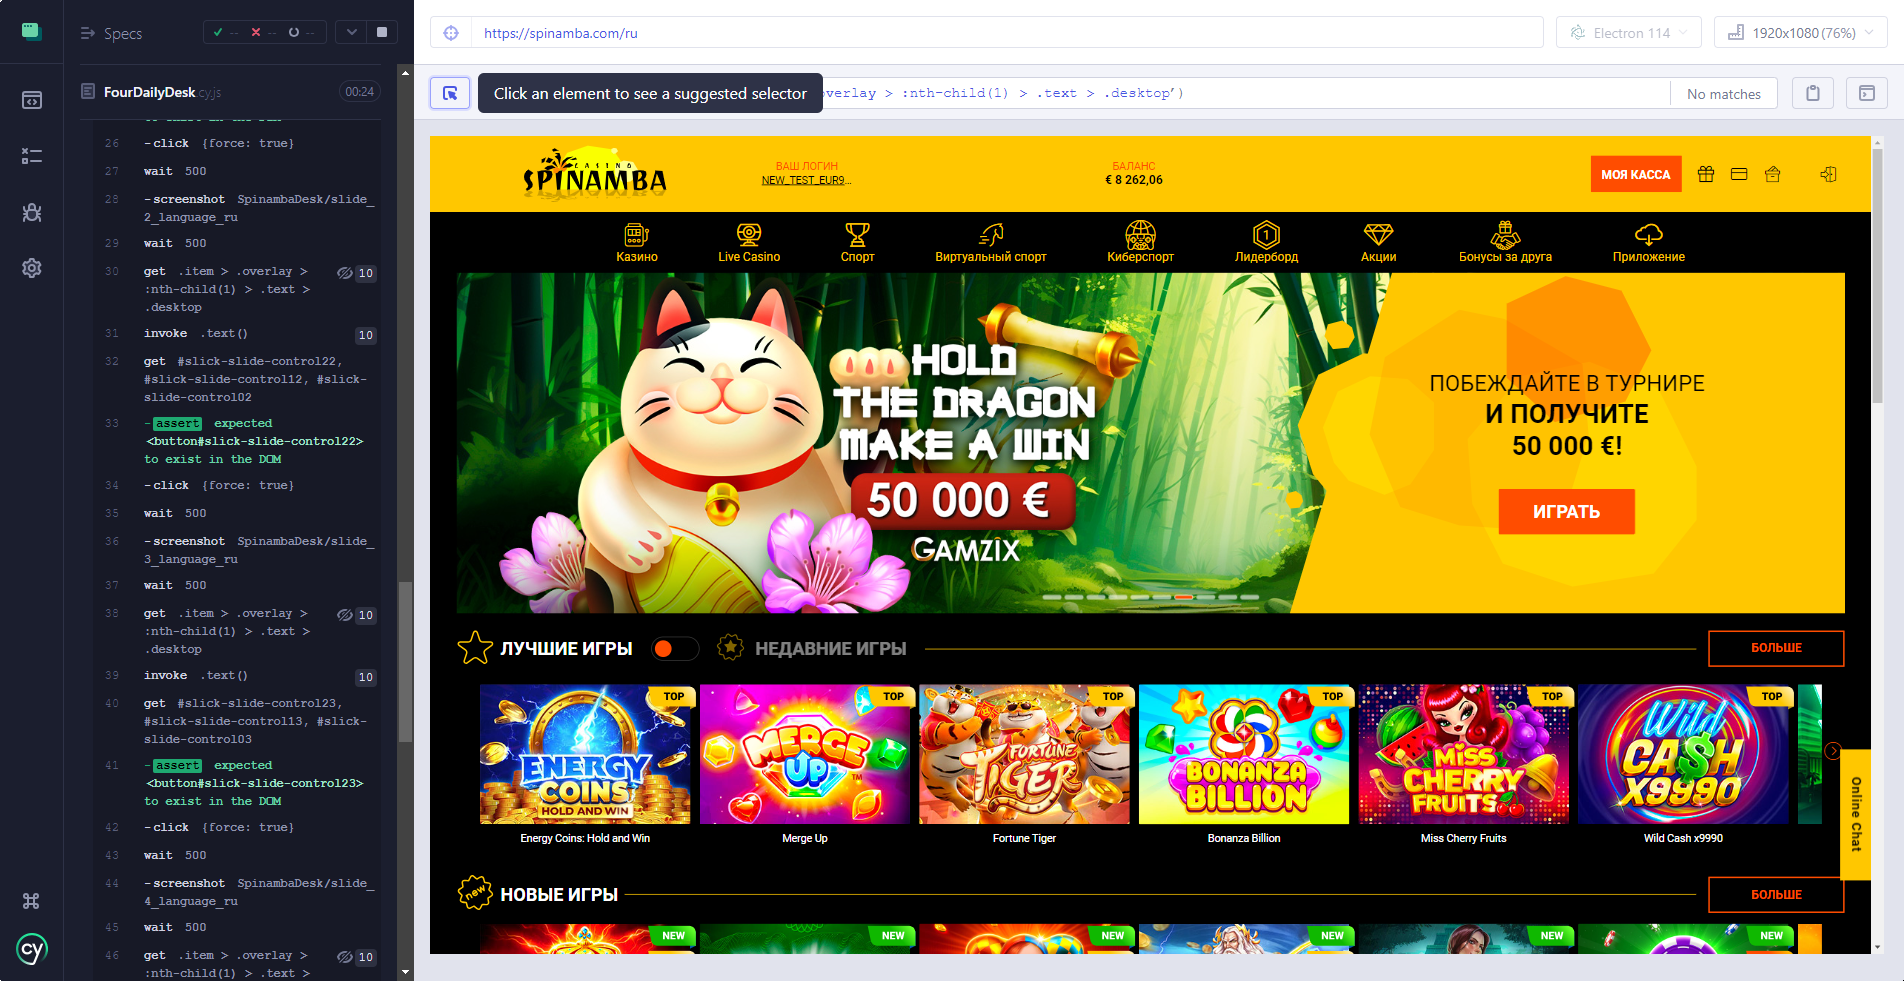 Specs
-- -- --
FourDailyDesk.cy.js
00:24
26 -click {force: true}
27 wait 500
28 -screenshot SpinambaDesk/slide_
2_language_ru
29 wait 500
30 get .item > .overlay > 10
:nth-child(1) > .text >
.desktop
31 invoke .text() 10
32 get #slick-slide-control22,
#slick-slide-control12, #slick-
slide-control02
33 -assert expected
<button#slick-slide-control22>
to exist in the DOM
34 -click {force: true}
35 wait 500
36 -screenshot SpinambaDesk/slide_
3_language_ru
37 wait 500
38 get .item > .overlay > 10
:nth-child(1) > .text >
.desktop
39 invoke .text() 10
40 get #slick-slide-control23,
#slick-slide-control13, #slick-
slide-control03
41 -assert expected
<button#slick-slide-control23>
to exist in the DOM
42 -click {force: true}
43 wait 500
44 -screenshot SpinambaDesk/slide_
4_language_ru
45 wait 500
46 get .item > .overlay > 10
:nth-child(1) > .text >
cy
https://spinamba.com/ru
Electron 114
1920x1080 (76%)
Click an element to see a suggested selector
verlay > :nth-child(1) > .text > .desktop')
No matches
CASINO
SPINAMBA
ВАШ ЛОГИН
NEW_TEST_EUR9...
БАЛАНС
€ 8 262,06
МОЯ КАССА
Казино
Live Casino
Спорт
Виртуальный спорт
Киберспорт
1
Лидерборд
Акции
Бонусы за друга
Приложение
HOLD
THE DRAGON
MAKE A WIN
50 000 €
GAMZIX
ПОБЕЖДАЙТЕ В ТУРНИРЕ
И ПОЛУЧИТЕ
50 000 €!
ИГРАТЬ
ЛУЧШИЕ ИГРЫ
НЕДАВНИЕ ИГРЫ
БОЛЬШЕ
TOP
TOP
TOP
TOP
TOP
TOP
ENERGY
COINS
HOLD AND WIN
MERGE
UP
TM
FORTUNE
TIGER
BONANZA
BILLION
MISS
CHERRY
FRUITS
Wild
CA$H
X9990
Energy Coins: Hold and Win
Merge Up
Fortune Tiger
Bonanza Billion
Miss Cherry Fruits
Wild Cash x9990
Online Chat
new
НОВЫЕ ИГРЫ
БОЛЬШЕ
NEW
NEW
NEW
NEW
NEW
NEW